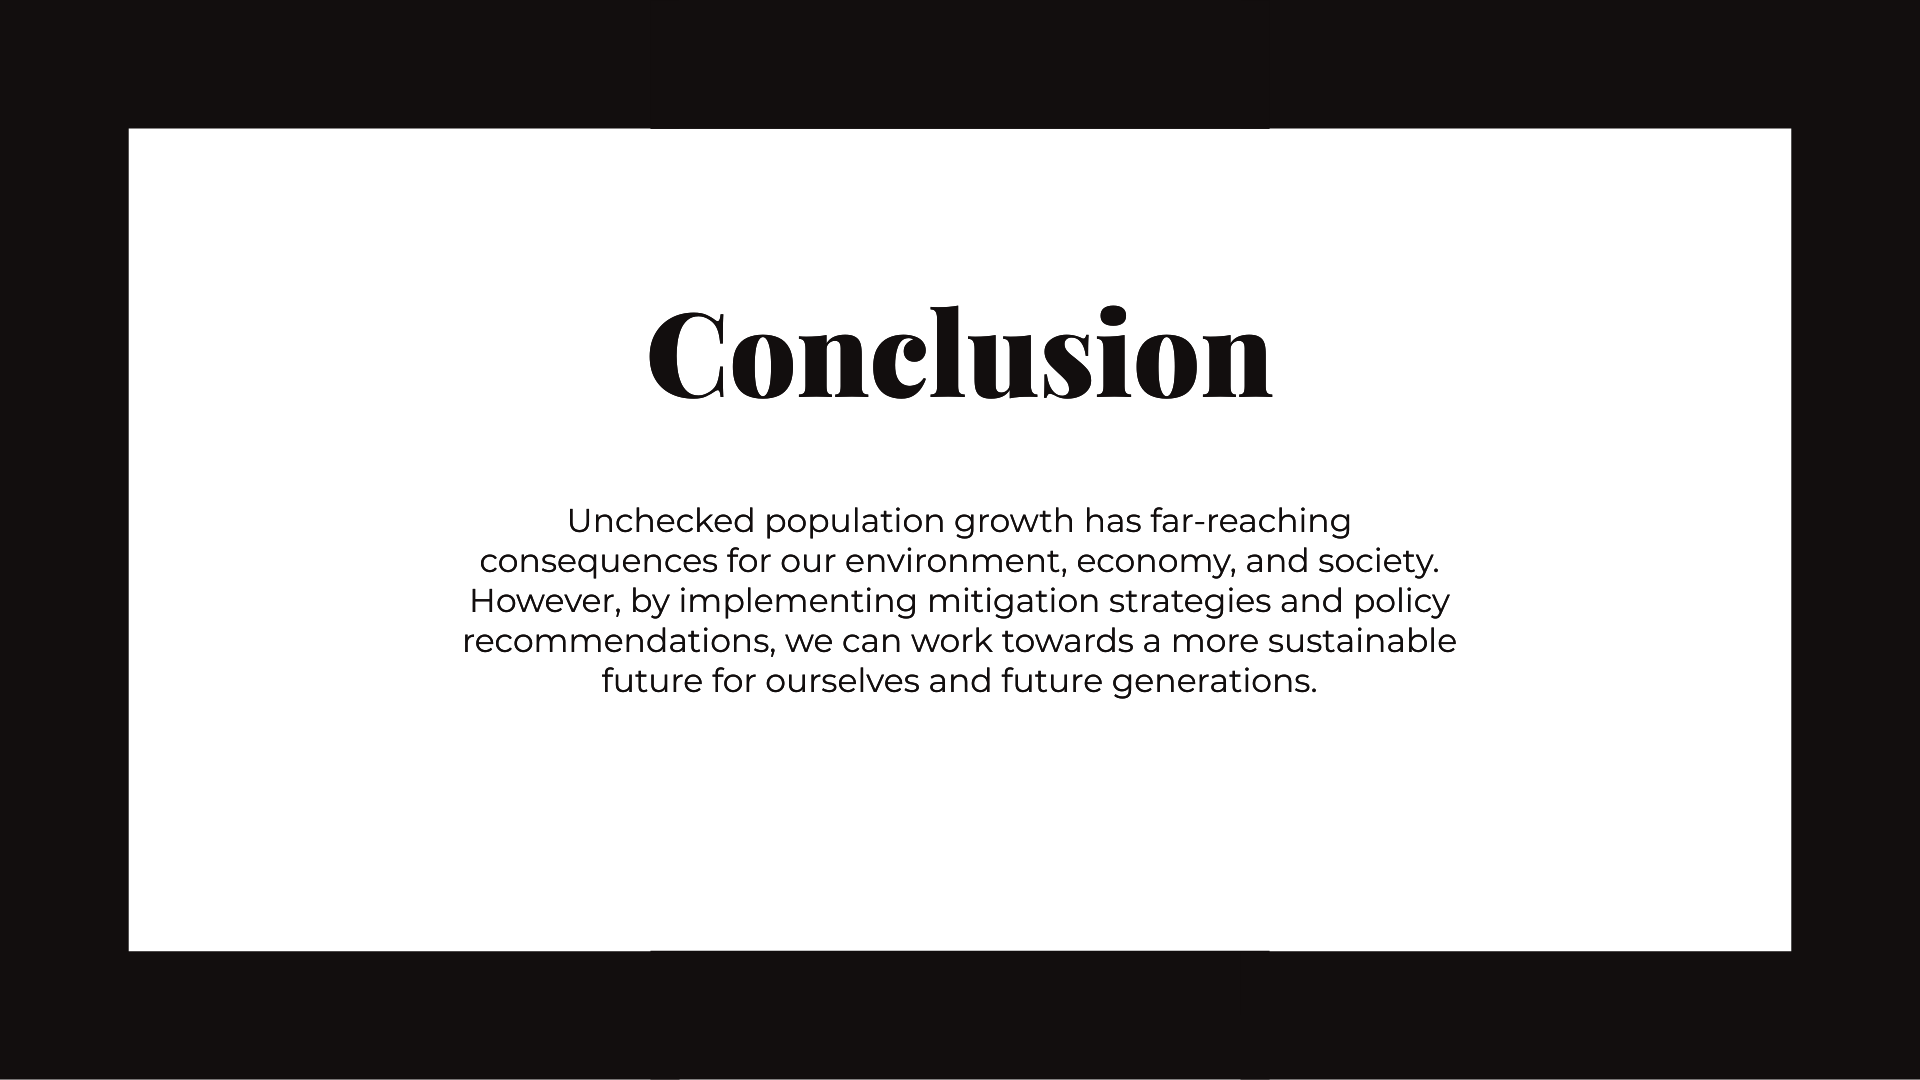 Conclusion
Unchecked population growth has far-reaching
consequences for our environment, economy, and society.
However, by implementing mitigation strategies and policy
recommendations, we can work towards a more sustainable
future for ourselves and future generations.